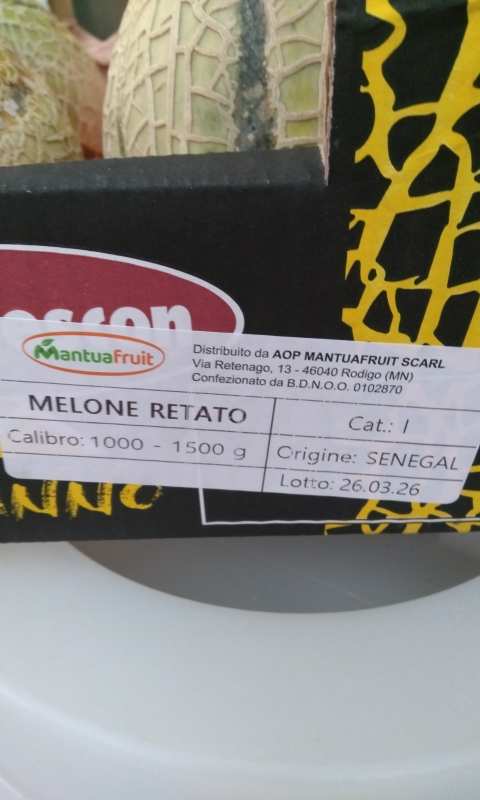 MantuaFruit
Distribuito da AOP MANTUAFRUIT SCARL
Via Retenago, 13 - 46040 Rodigo (MN)
Confezionato da B.D.N.O.O. 0102870
MELONE RETATO
Cat.: I
Calibro: 1000 - 1500 g
Origine: SENEGAL
Lotto: 26.03.26